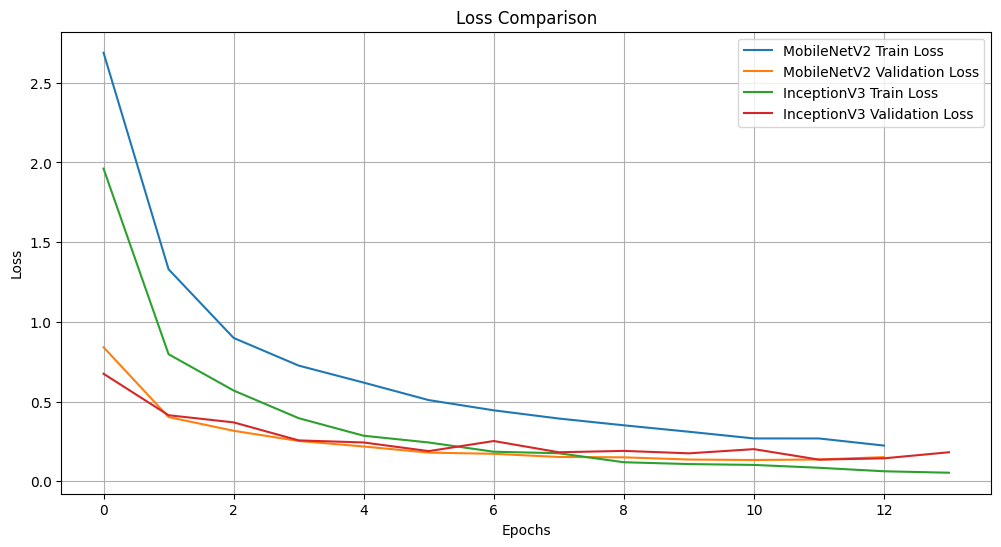 Loss Comparison
MobileNetV2 Train Loss
MobileNetV2 Validation Loss
InceptionV3 Train Loss
InceptionV3 Validation Loss
2.5
2.0
1.5
1.0
0.5
0.0
Loss
0 2 4 6 8 10 12
Epochs